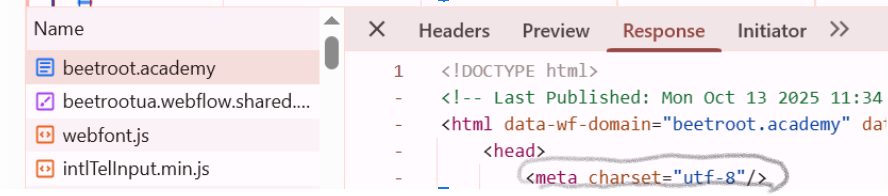 Name
beetroot.academy
beetrootua.webflow.shared....
webfont.js
intlTelInput.min.js
Headers Preview Response Initiator
1 <!DOCTYPE html>
- <!-- Last Published: Mon Oct 13 2025 11:34
- <html data-wf-domain="beetroot.academy" dat
- <head>
- <meta charset="utf-8"/>